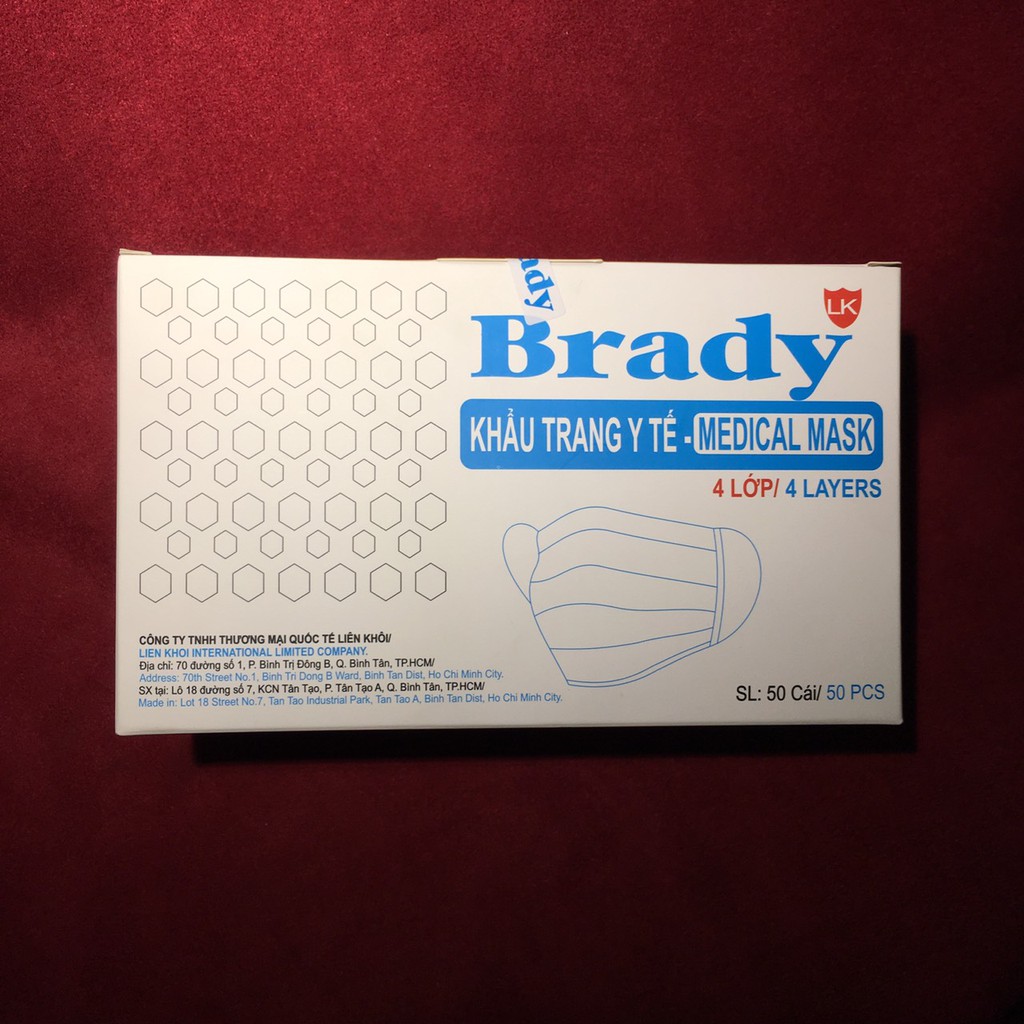 ady
LK
Brady
KHẨU TRANG Y TẾ - MEDICAL MASK
4 LỚP/ 4 LAYERS
CÔNG TY TNHH THƯƠNG MẠI QUỐC TẾ LIÊN KHÔI/
LIEN KHOI INTERNATIONAL LIMITED COMPANY.
Địa chỉ: 70 đường số 1, P. Bình Trị Đông B, Q. Bình Tân, TP.HCM/
Address: 70th Street No.1, Binh Tri Dong B Ward, Binh Tan Dist, Ho Chi Minh City.
SX tại: Lô 18 đường số 7, KCN Tân Tạo, P. Tân Tạo A, Q. Bình Tân, TP.HCM/
Made in: Lot 18 Street No.7, Tan Tao Industrial Park, Tan Tao A, Binh Tan Dist, Ho Chi Minh City.
SL: 50 Cái/ 50 PCS